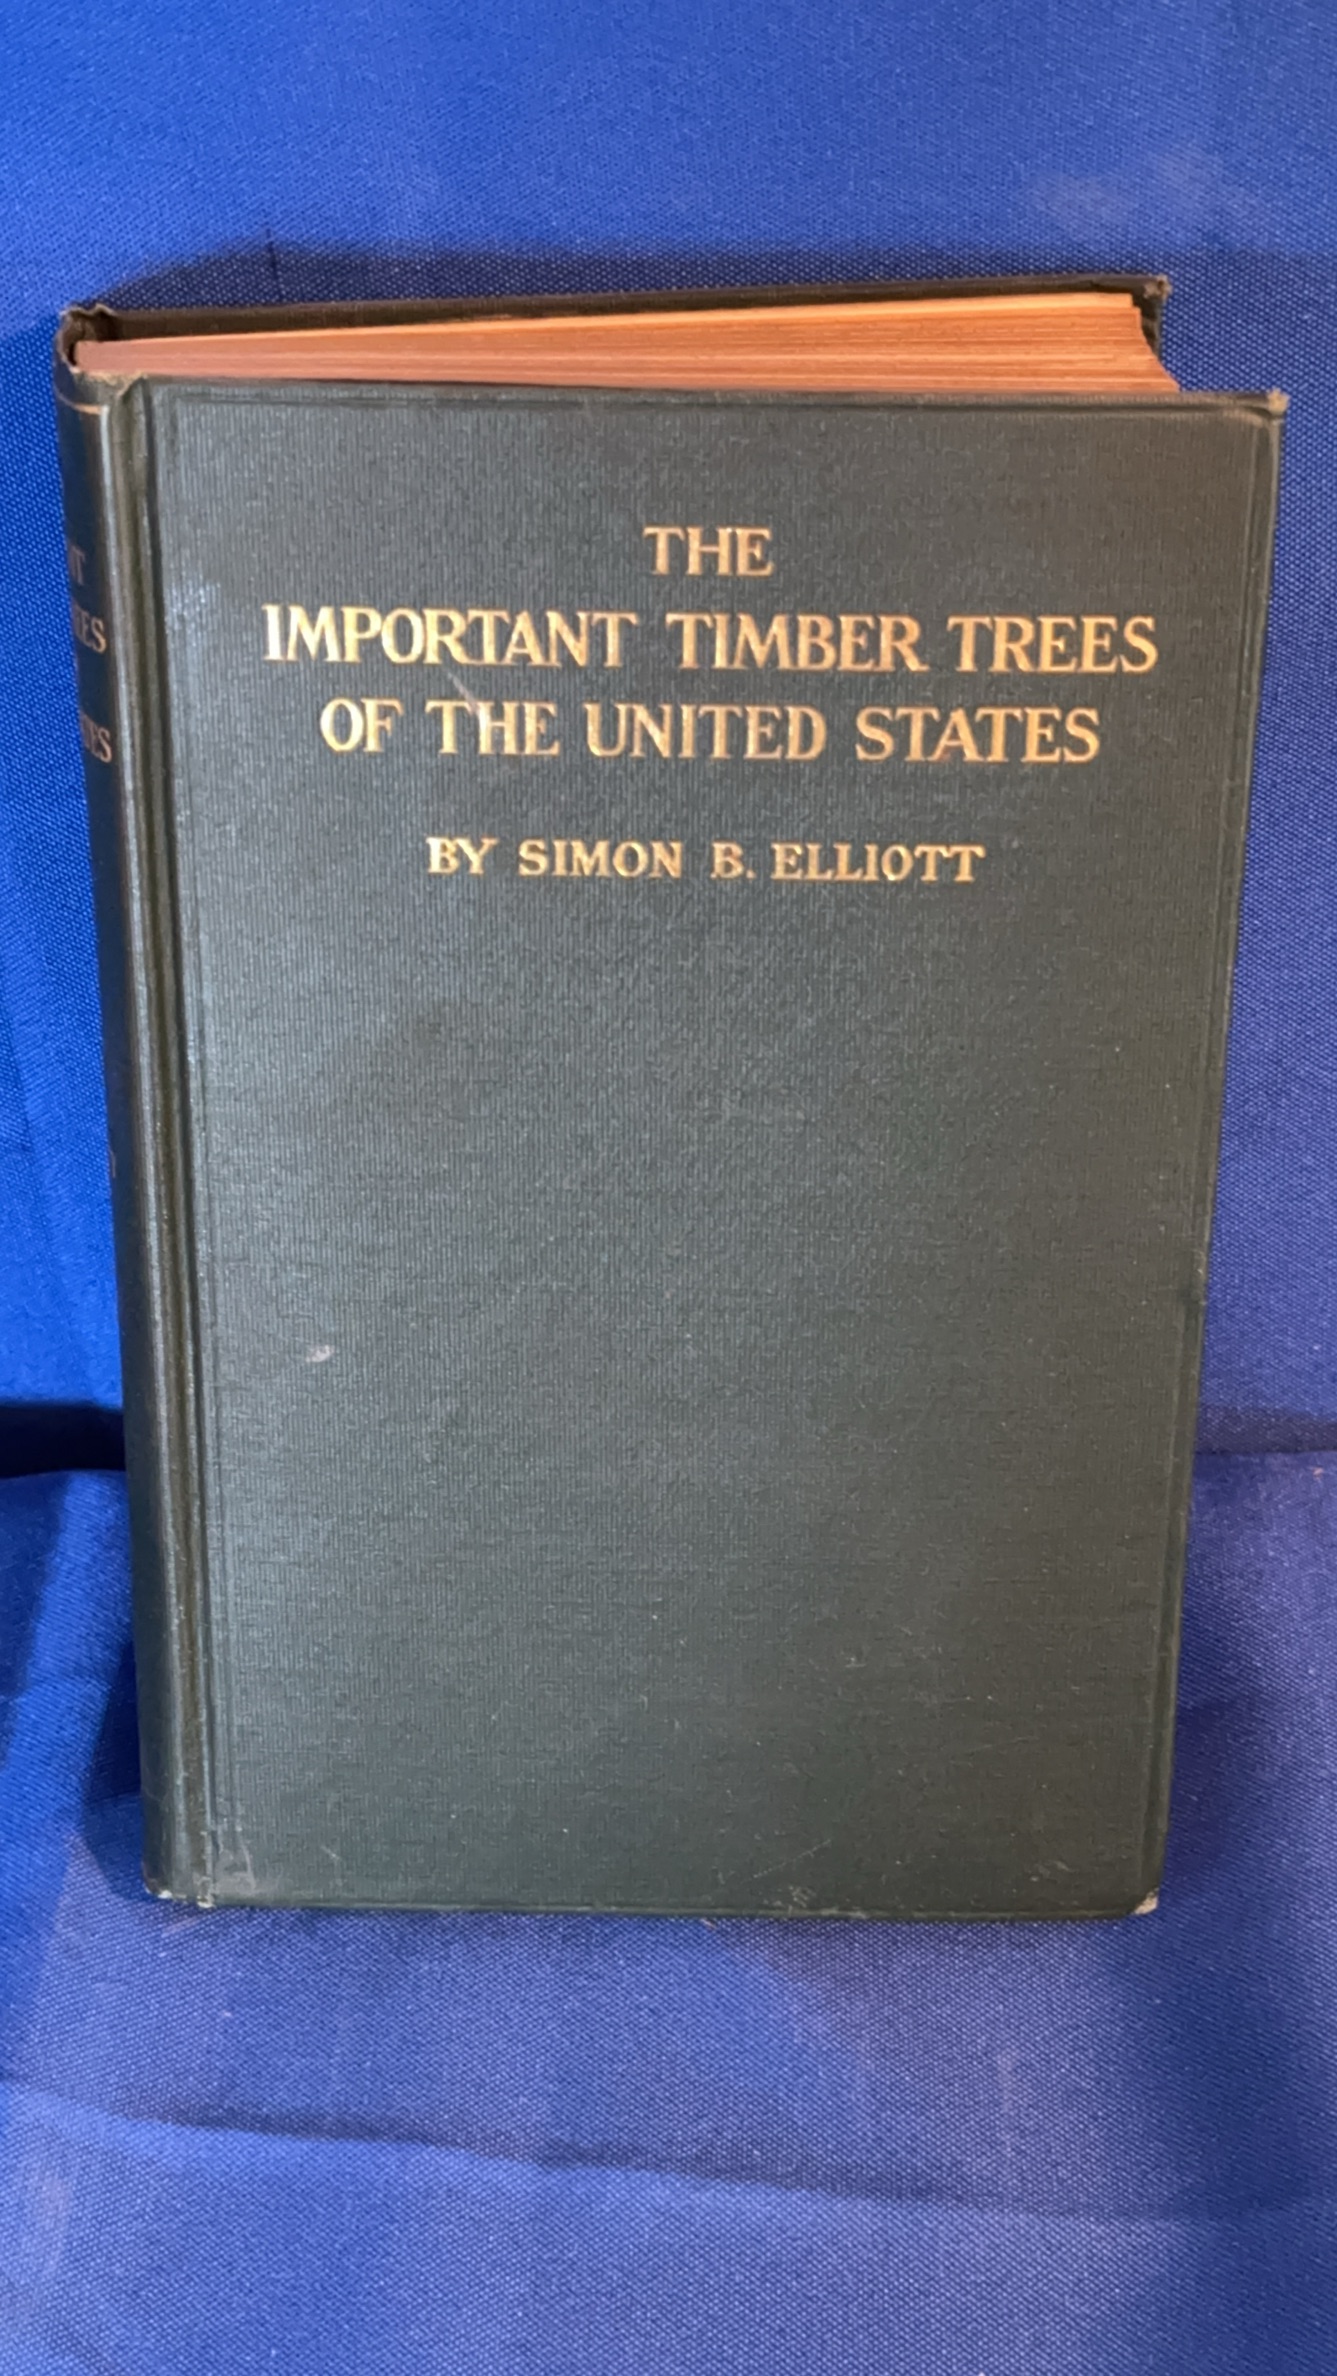 THE
IMPORTANT TIMBER TREES
OF THE UNITED STATES
BY SIMON B. ELLIOTT